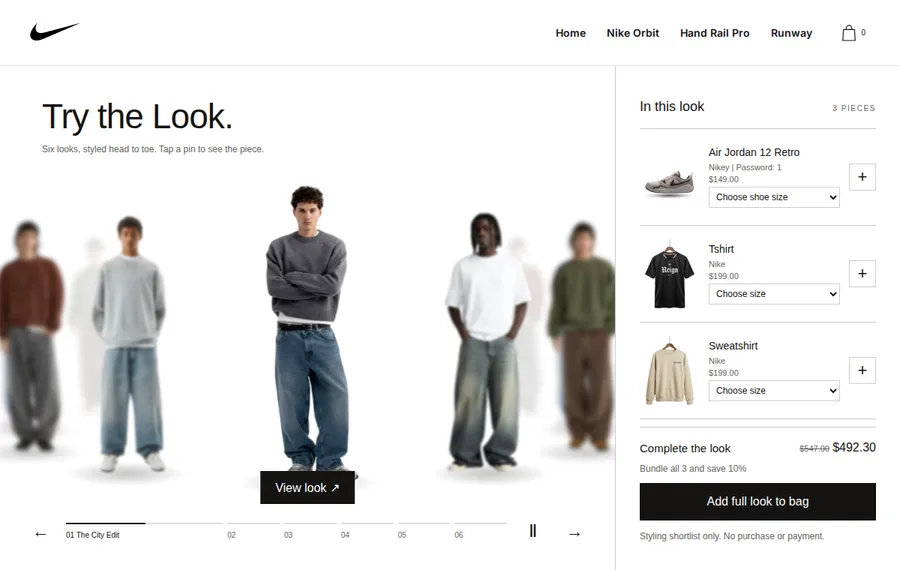 Home
Nike Orbit
Hand Rail Pro
Runway
0
Try the Look.
Six looks, styled head to toe. Tap a pin to see the piece.
View look ↗
←
01 The City Edit
02
03
04
05
06
→
In this look
3 PIECES
Air Jordan 12 Retro
Nikey | Password: 1
$149.00
Choose shoe size
+
Reign
Tshirt
Nike
$199.00
Choose size
+
Sweatshirt
Nike
$199.00
Choose size
+
Complete the look
$547.00 $492.30
Bundle all 3 and save 10%
Add full look to bag
Styling shortlist only. No purchase or payment.